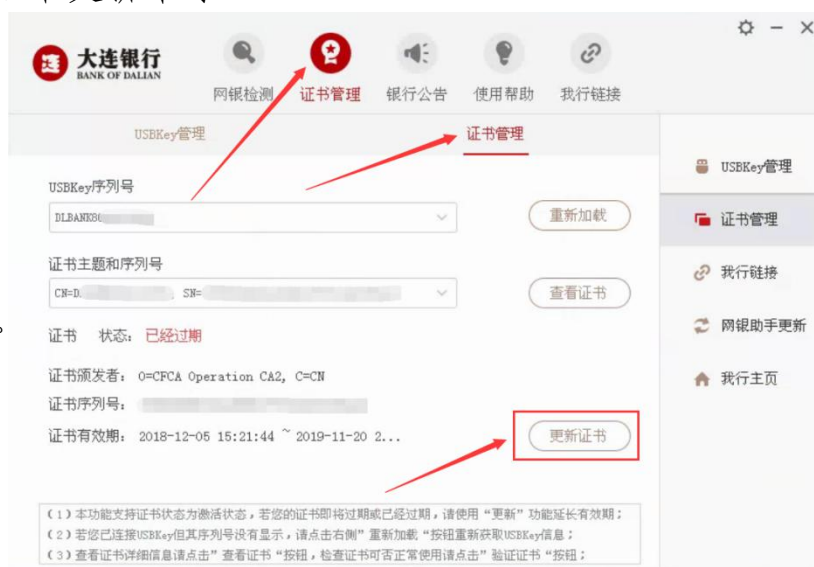 大连银行
BANK OF DALIAN
网银检测 证书管理 银行公告 使用帮助 我行链接
USBKey管理 证书管理
USBKey序列号
DLBANK8
重新加载
证书主题和序列号
CN=D. SN=
查看证书
证书 状态: 已经过期
证书颁发者: O=CFCA Operation CA2, C=CN
证书序列号:
证书有效期: 2018-12-05 15:21:44 ~ 2019-11-20 2...
更新证书
(1)本功能支持证书状态为激活状态,若您的证书即将过期或已经过期,请使用“更新”功能延长有效期;
(2)若您已连接USBKey但其序列号没有显示,请点击右侧”重新加载“按钮重新获取USBKey信息;
(3)查看证书详细信息请点击”查看证书“按钮,检查证书可否正常使用请点击”验证证书“按钮;
USBKey管理
证书管理
我行链接
网银助手更新
我行主页